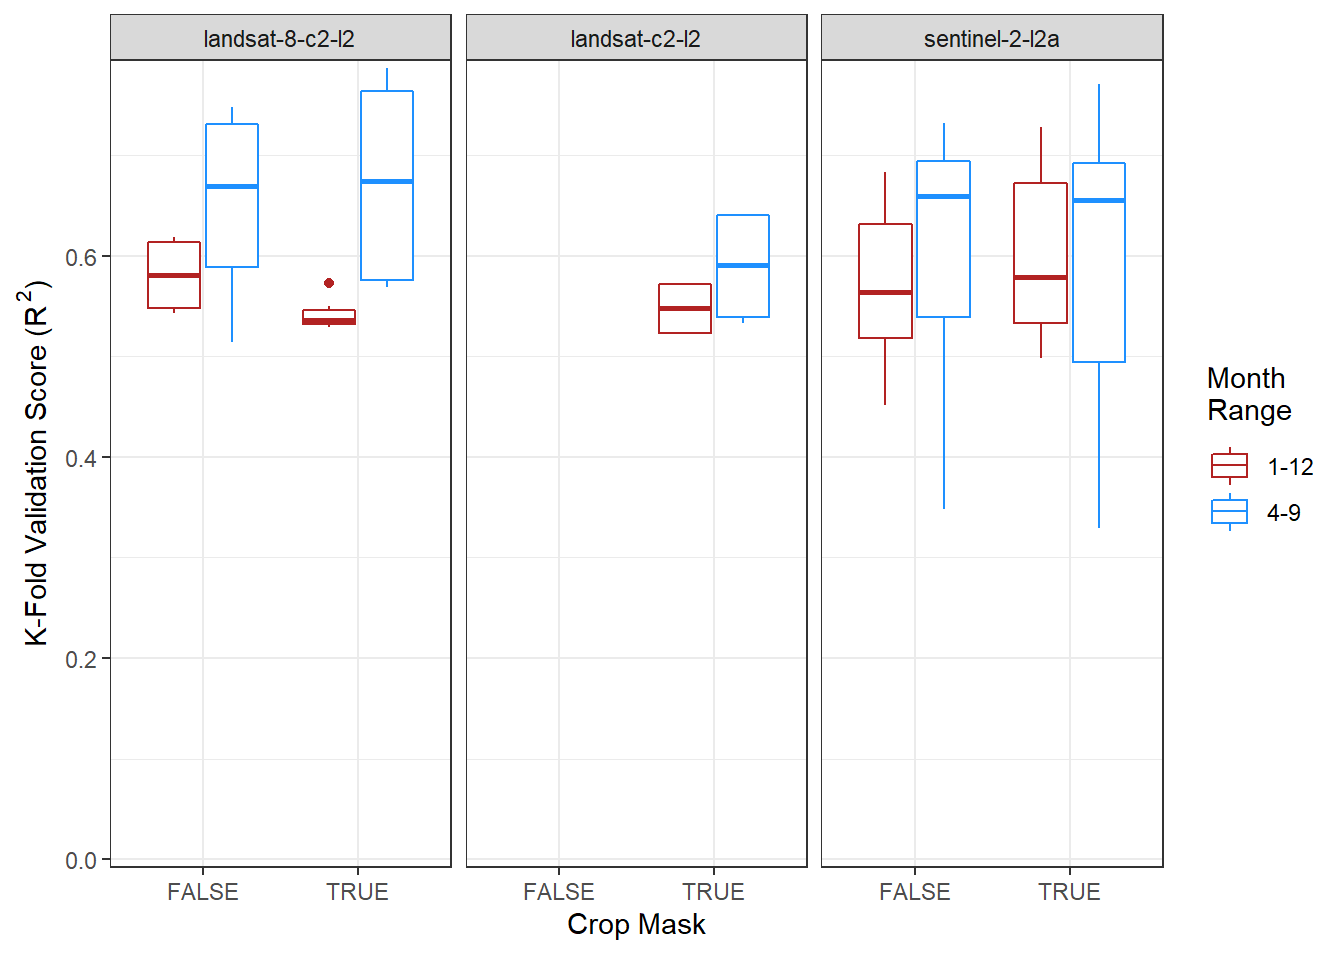 landsat-8-c2-l2
landsat-c2-l2
sentinel-2-l2a
K-Fold Validation Score (R²)
0.6
0.4
0.2
0.0
FALSE
TRUE
FALSE
TRUE
FALSE
TRUE
Crop Mask
Month
Range
1-12
4-9